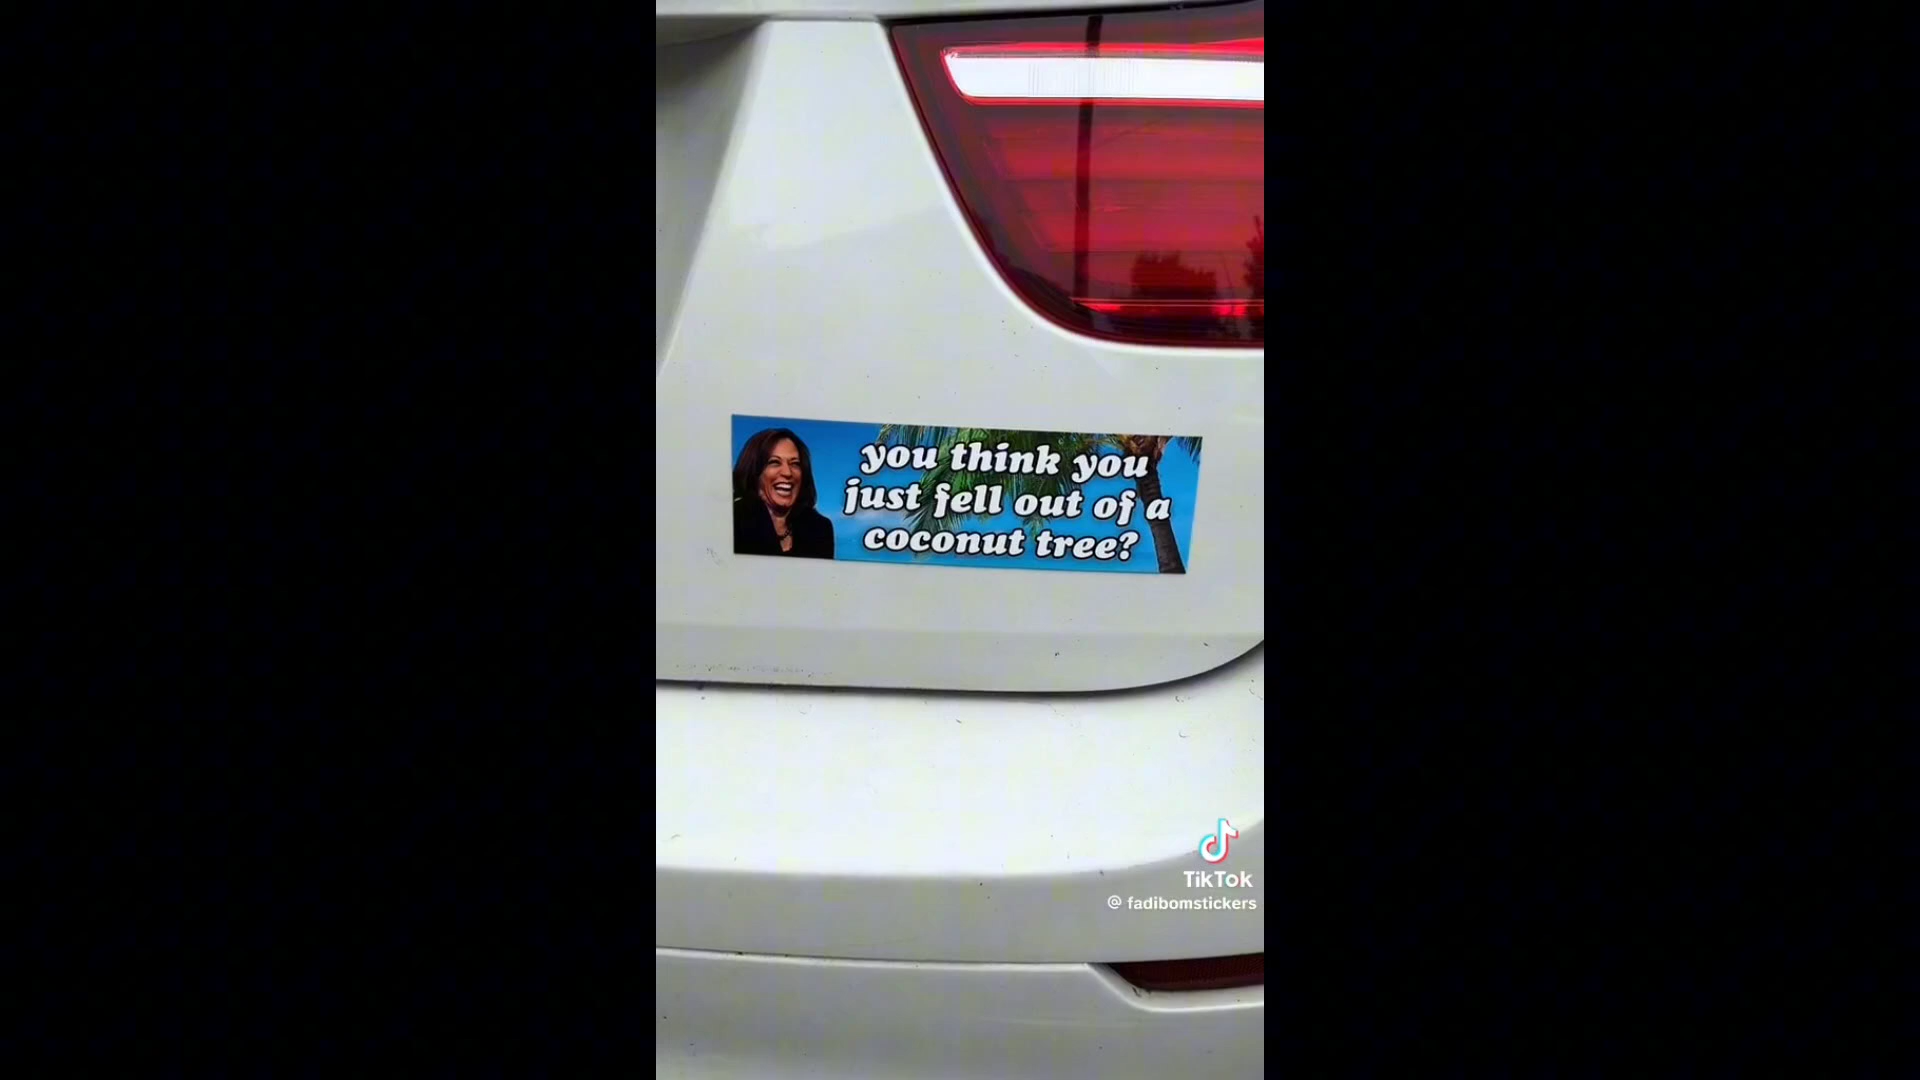 you think you
just fell out of a
coconut tree?
TikTok
@ fadibomstickers